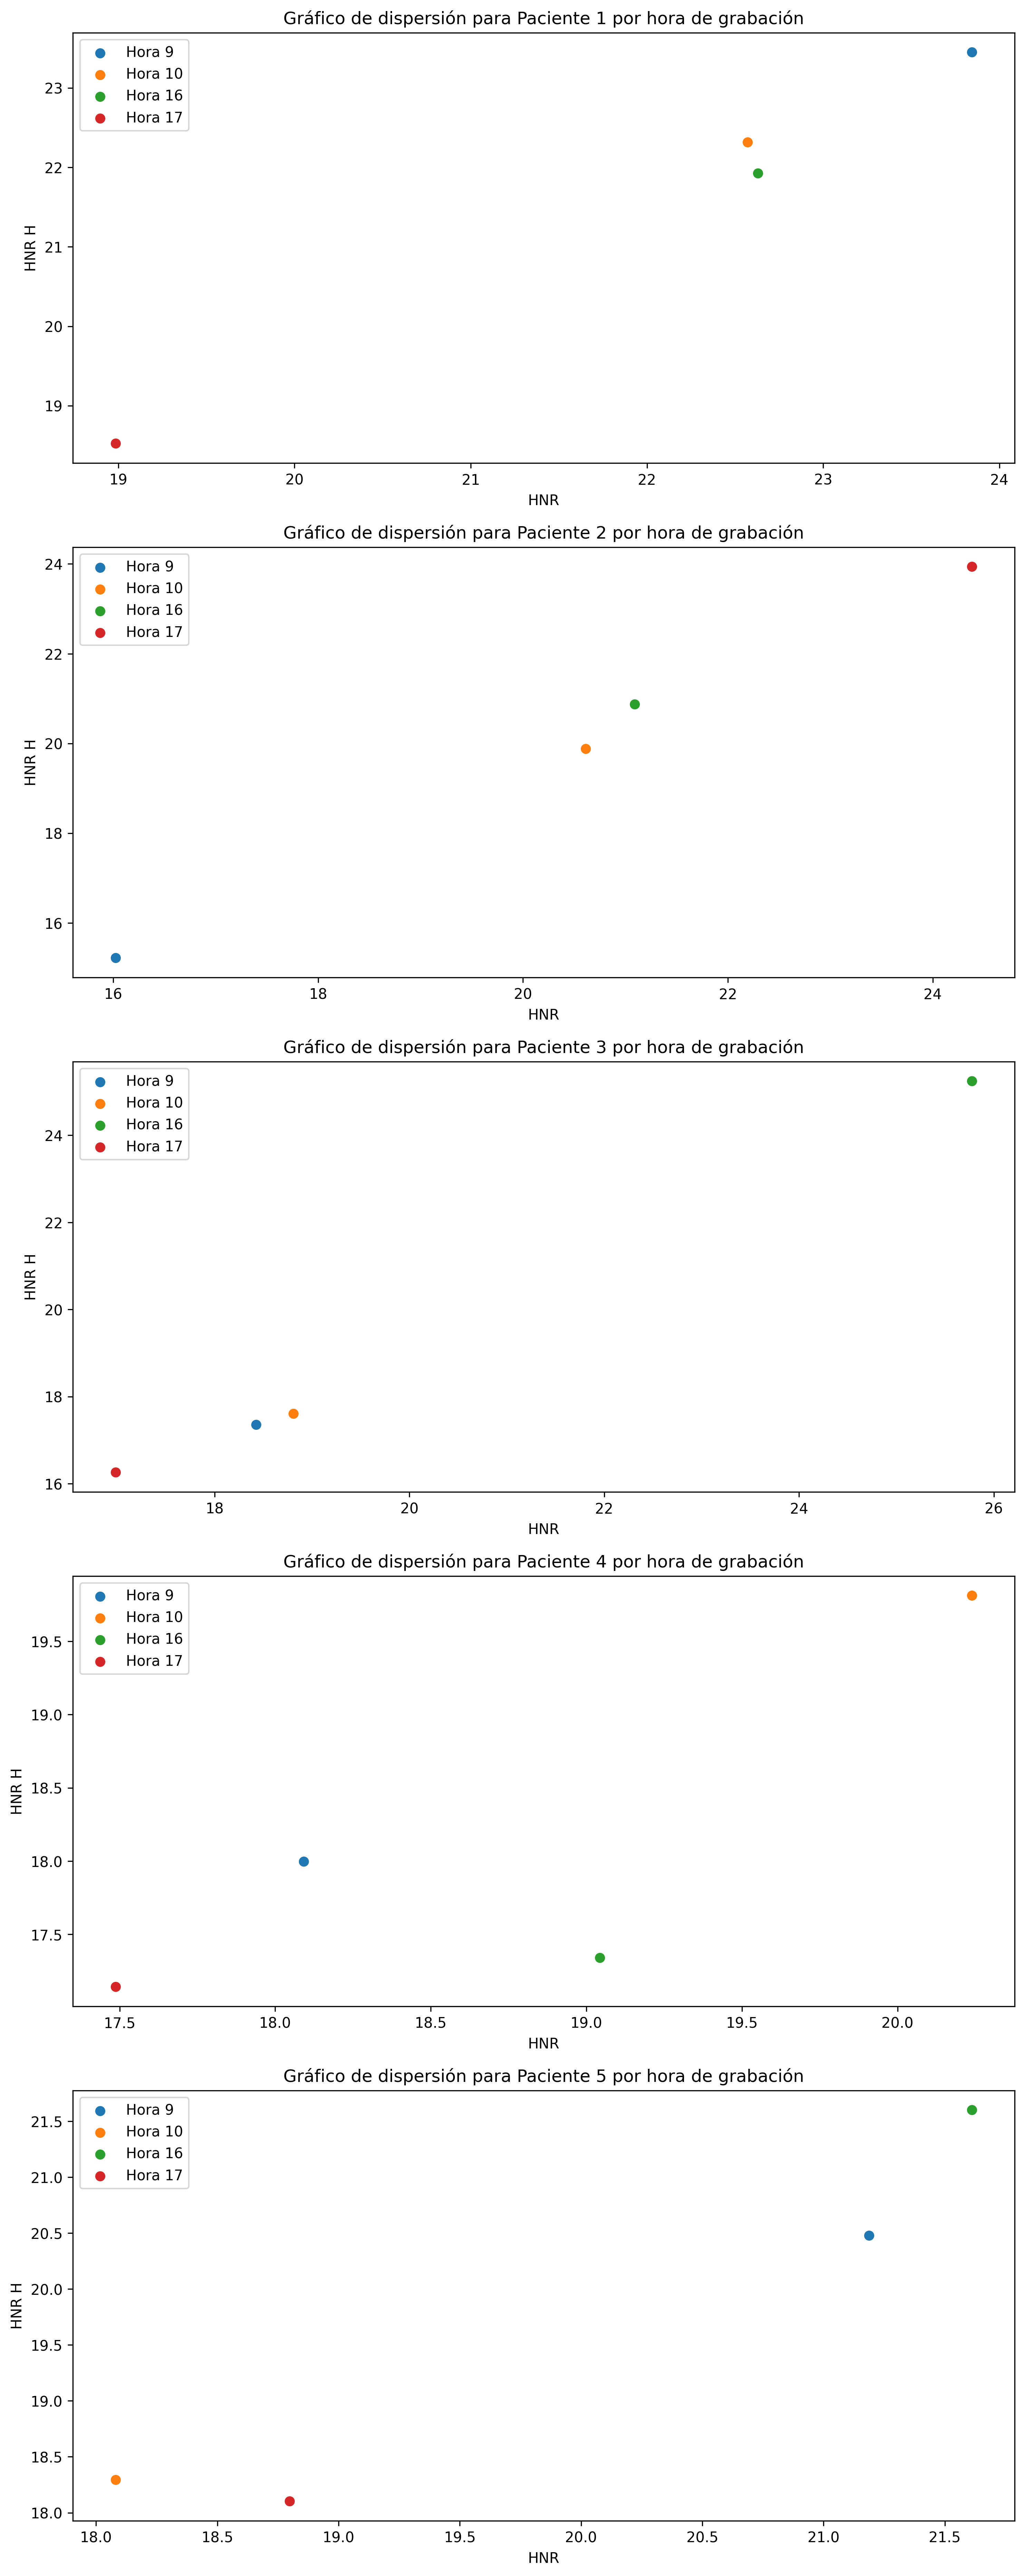 Gráfico de dispersión para Paciente 1 por hora de grabación
Hora 9
Hora 10
Hora 16
Hora 17
23
22
21
20
19
HNR H
19
20
21
22
23
24
HNR
Gráfico de dispersión para Paciente 2 por hora de grabación
Hora 9
Hora 10
Hora 16
Hora 17
24
22
20
18
16
HNR H
16
18
20
22
24
HNR
Gráfico de dispersión para Paciente 3 por hora de grabación
Hora 9
Hora 10
Hora 16
Hora 17
24
22
20
18
16
HNR H
18
20
22
24
26
HNR
Gráfico de dispersión para Paciente 4 por hora de grabación
Hora 9
Hora 10
Hora 16
Hora 17
19.5
19.0
18.5
18.0
17.5
HNR H
17.5
18.0
18.5
19.0
19.5
20.0
HNR
Gráfico de dispersión para Paciente 5 por hora de grabación
Hora 9
Hora 10
Hora 16
Hora 17
21.5
21.0
20.5
20.0
19.5
19.0
18.5
18.0
HNR H
18.0
18.5
19.0
19.5
20.0
20.5
21.0
21.5
HNR